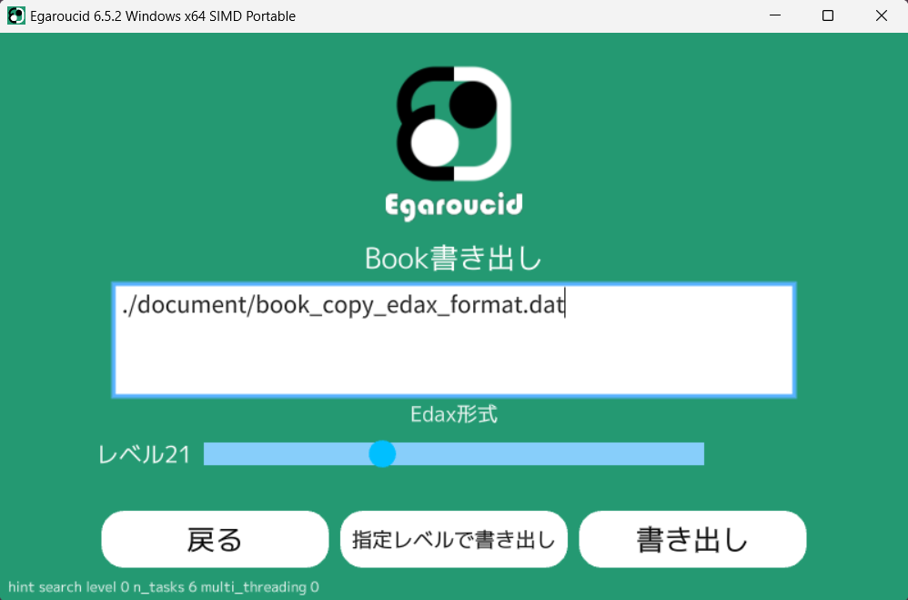 Egaroucid 6.5.2 Windows x64 SIMD Portable
Egaroucid
Book書き出し
./document/book_copy_edax_format.dat
Edax形式
レベル21
戻る
指定レベルで書き出し
書き出し
hint search level 0 n_tasks 6 multi_threading 0